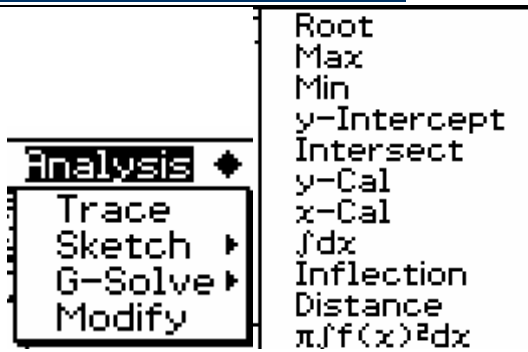 Analysis ◆
Trace
Sketch ▶
G-Solve ▶
Modify
Root
Max
Min
y-Intercept
Intersect
y-Cal
x-Cal
∫dx
Inflection
Distance
π∫f(x)²dx